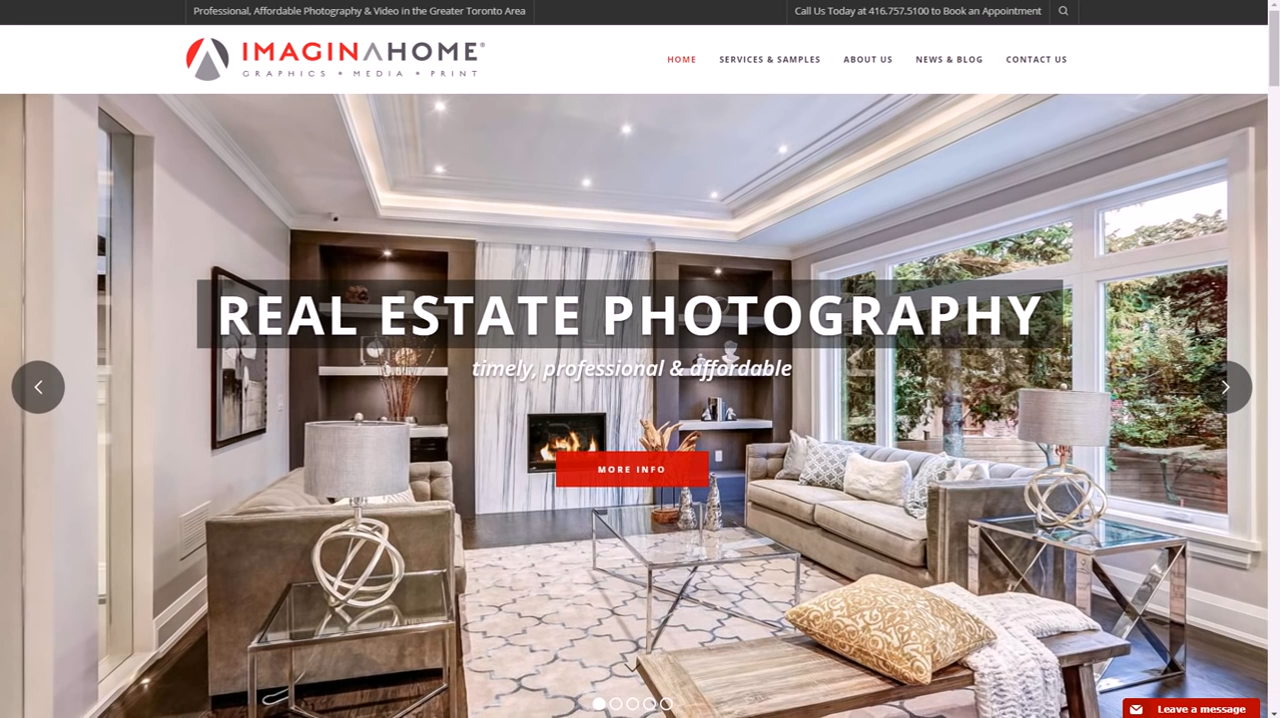 Professional, Affordable Photography & Video in the Greater Toronto Area
Call Us Today at 416.757.5100 to Book an Appointment
IMAGINAHOME®
GRAPHICS • MEDIA • PRINT
HOME
SERVICES & SAMPLES
ABOUT US
NEWS & BLOG
CONTACT US
REAL ESTATE PHOTOGRAPHY
timely, professional & affordable
MORE INFO
Leave a message